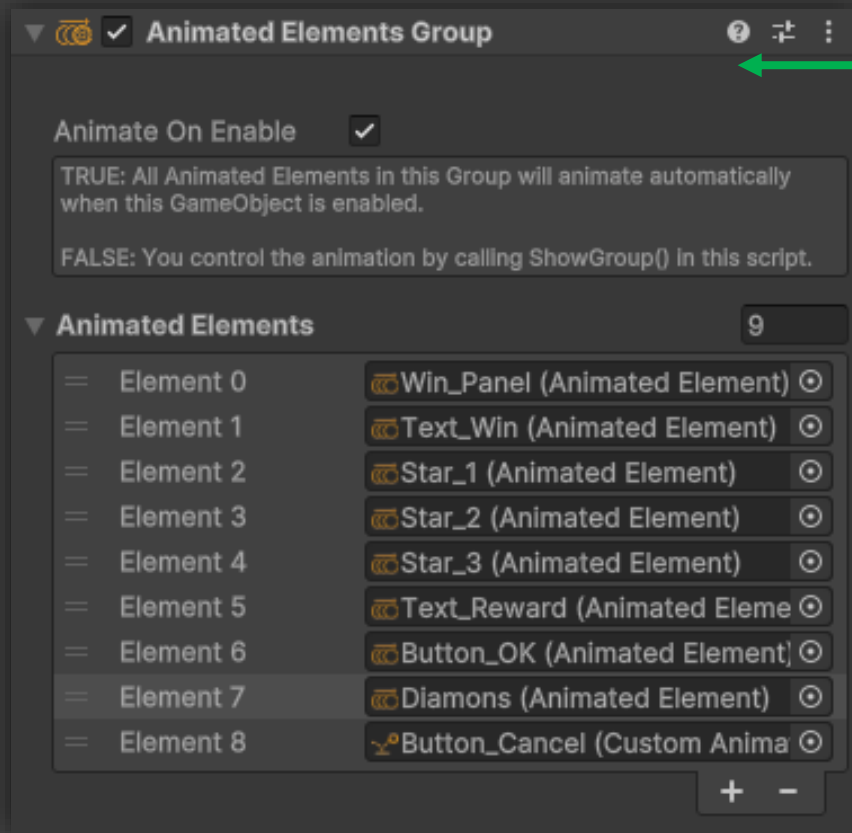 Animated Elements Group
Animate On Enable
TRUE: All Animated Elements in this Group will animate automatically
when this GameObject is enabled.
FALSE: You control the animation by calling ShowGroup() in this script.
Animated Elements 9
Element 0 Win_Panel (Animated Element)
Element 1 Text_Win (Animated Element)
Element 2 Star_1 (Animated Element)
Element 3 Star_2 (Animated Element)
Element 4 Star_3 (Animated Element)
Element 5 Text_Reward (Animated Eleme
Element 6 Button_OK (Animated Element)
Element 7 Diamons (Animated Element)
Element 8 Button_Cancel (Custom Anima